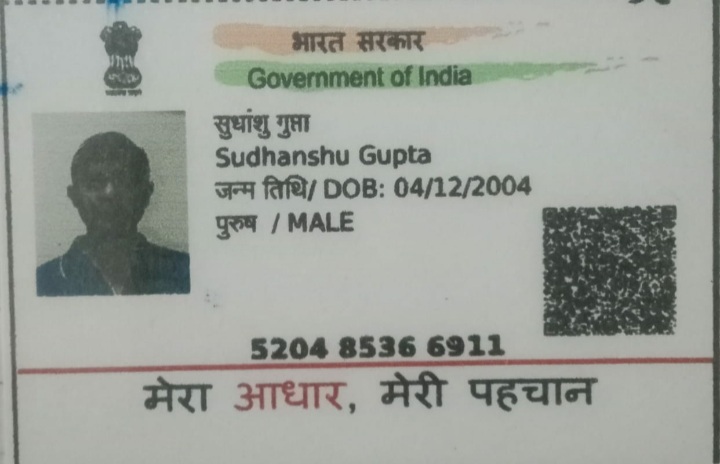 भारत सरकार
Government of India
सुधांशु गुप्ता
Sudhanshu Gupta
जन्म तिथि/ DOB: 04/12/2004
पुरुष / MALE
5204 8536 6911
मेरा आधार, मेरी पहचान